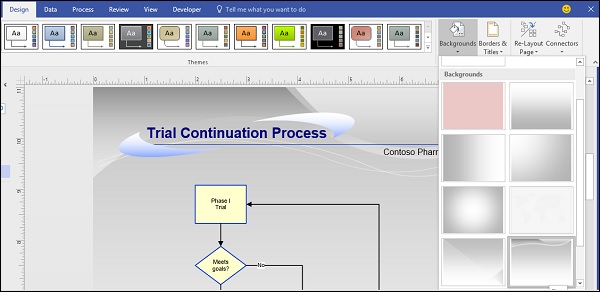 Design Data Process Review View Developer Tell me what you want to do
Aa Aa Aa Aa Aa Aa Aa Aa Aa Aa Aa Aa
Themes
Backgrounds
Borders &
Titles
Re-Layout
Page
Connectors
Backgrounds
Trial Continuation Process
Contoso Pharm
Phase I
Trial
Meets
goals?
No